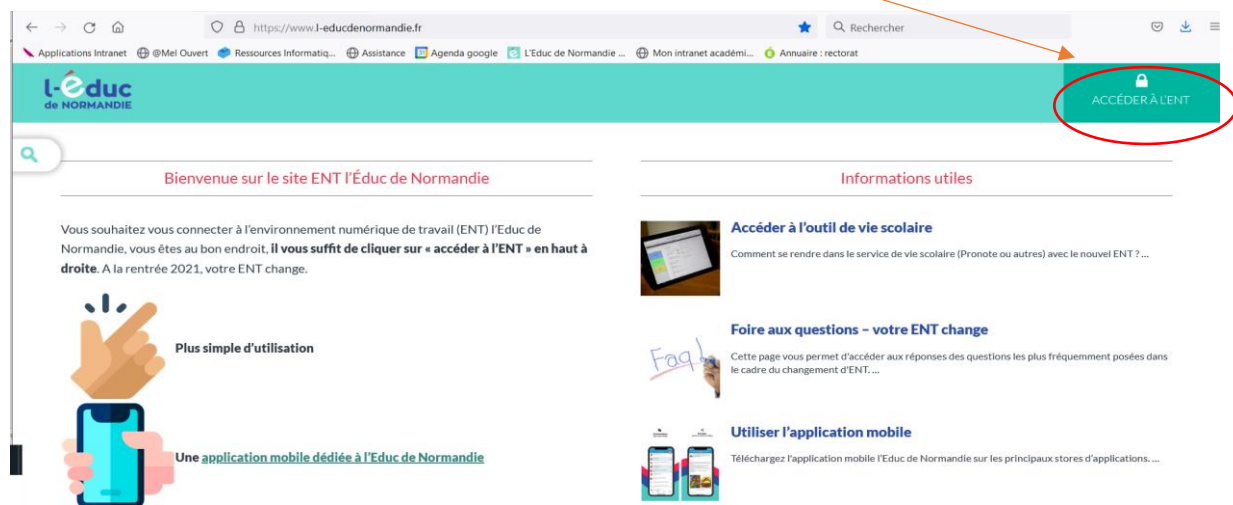 https://www.l-educdenormandie.fr
Rechercher
Applications Intranet @Mel Ouvert Ressources Informatiq... Assistance Agenda google L'Educ de Normandie ... Mon intranet académi... Annuaire : rectorat
l-éduc
de NORMANDIE
ACCÉDER À L'ENT
Bienvenue sur le site ENT l'Éduc de Normandie
Vous souhaitez vous connecter à l'environnement numérique de travail (ENT) l'Educ de
Normandie, vous êtes au bon endroit, il vous suffit de cliquer sur « accéder à l'ENT » en haut à
droite. A la rentrée 2021, votre ENT change.
Plus simple d'utilisation
Une application mobile dédiée à l'Educ de Normandie
Informations utiles
Accéder à l'outil de vie scolaire
Comment se rendre dans le service de vie scolaire (Pronote ou autres) avec le nouvel ENT ? ...
Foire aux questions – votre ENT change
Faq!
Cette page vous permet d'accéder aux réponses des questions les plus fréquemment posées dans
le cadre du changement d'ENT. ...
Utiliser l'application mobile
Téléchargez l'application mobile l'Educ de Normandie sur les principaux stores d'applications. ...